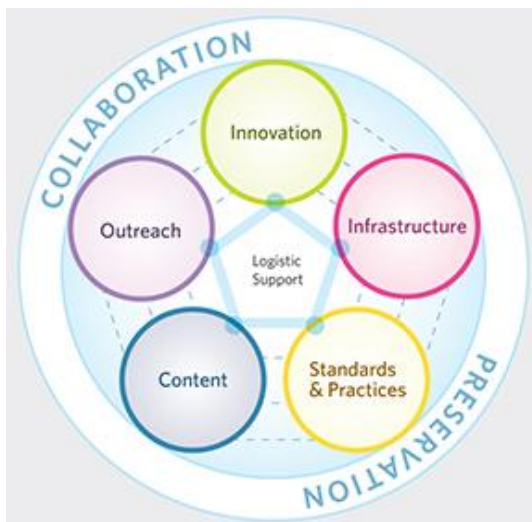 COLLABORATION
Innovation
Outreach
Infrastructure
Logistic
Support
Content
Standards
& Practices
PRESERVATION